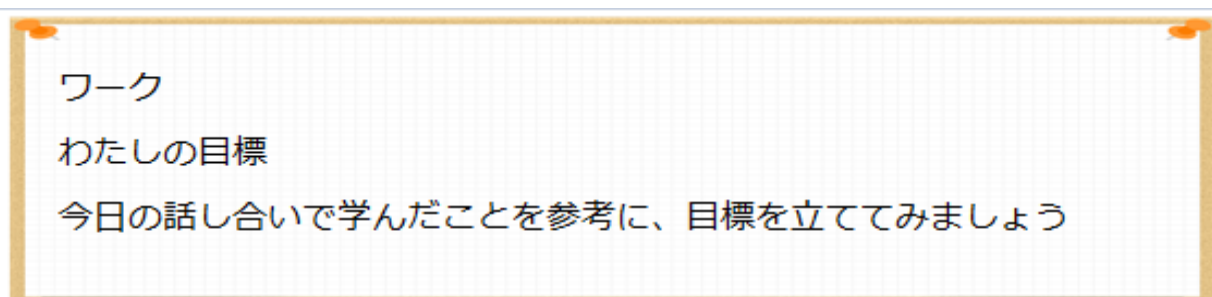 ワーク
わたしの目標
今日の話し合いで学んだことを参考に、目標を立ててみましょう